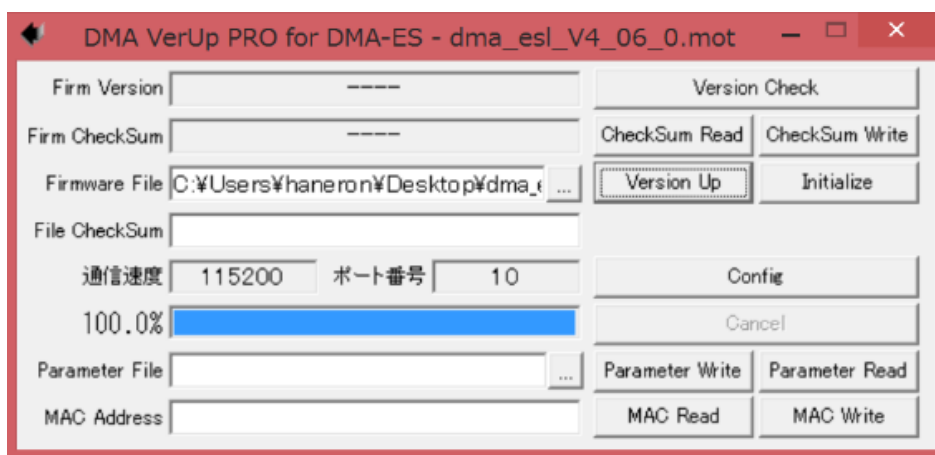 DMA VerUp PRO for DMA-ES - dma_esl_V4_06_0.mot
Firm Version ---- Version Check
Firm CheckSum ---- CheckSum Read CheckSum Write
Firmware File C:¥Users¥haneron¥Desktop¥dma_e ... Version Up Initialize
File CheckSum
通信速度 115200 ポート番号 10 Config
100.0% Cancel
Parameter File ... Parameter Write Parameter Read
MAC Address MAC Read MAC Write